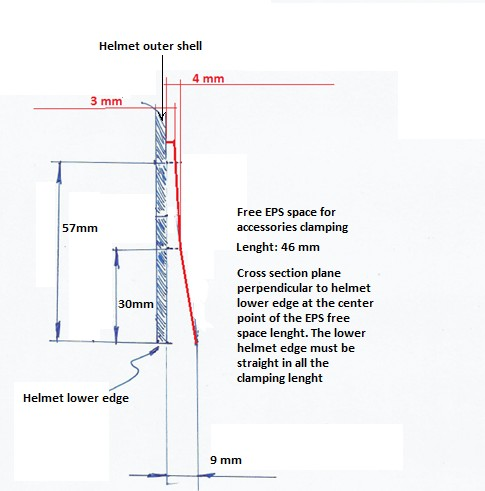 Helmet outer shell
4 mm
3 mm
57mm
Free EPS space for
accessories clamping
Lenght: 46 mm
Cross section plane
perpendicular to helmet
lower edge at the center
point of the EPS free
space lenght. The lower
helmet edge must be
straight in all the
clamping lenght
30mm
Helmet lower edge
9 mm